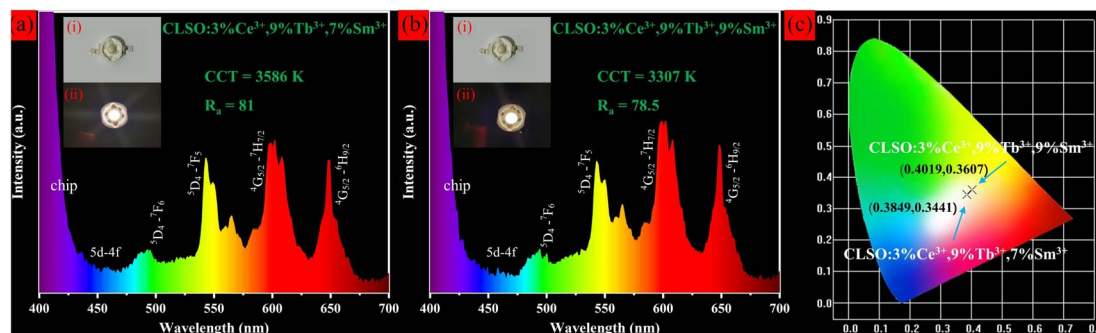 (a)
(i)
CLSO:3%Ce³⁺,9%Tb³⁺,7%Sm³⁺
CCT = 3586 K
(ii)
Rₐ = 81
Intensity (a.u.)
chip
5d-4f
⁵D₄ -⁷F₆
⁵D₄ -⁷F₅
⁴G₅/₂ -⁷H₇/₂
⁴G₅/₂ -⁶H₉/₂
400 450 500 550 600 650 700
Wavelength (nm)
(b)
(i)
CLSO:3%Ce³⁺,9%Tb³⁺,9%Sm³⁺
CCT = 3307 K
(ii)
Rₐ = 78.5
Intensity (a.u.)
chip
5d-4f
⁵D₄ -⁷F₆
⁵D₄ -⁷F₅
⁴G₅/₂ -⁷H₇/₂
⁴G₅/₂ -⁶H₉/₂
400 450 500 550 600 650 700
Wavelength (nm)
(c)
0.9
0.8
0.7
0.6
0.5
0.4
0.3
0.2
0.1
0.0
CLSO:3%Ce³⁺,9%Tb³⁺,9%Sm³⁺
(0.4019,0.3607)
(0.3849,0.3441)
CLSO:3%Ce³⁺,9%Tb³⁺,7%Sm³⁺
0.0 0.1 0.2 0.3 0.4 0.5 0.6 0.7